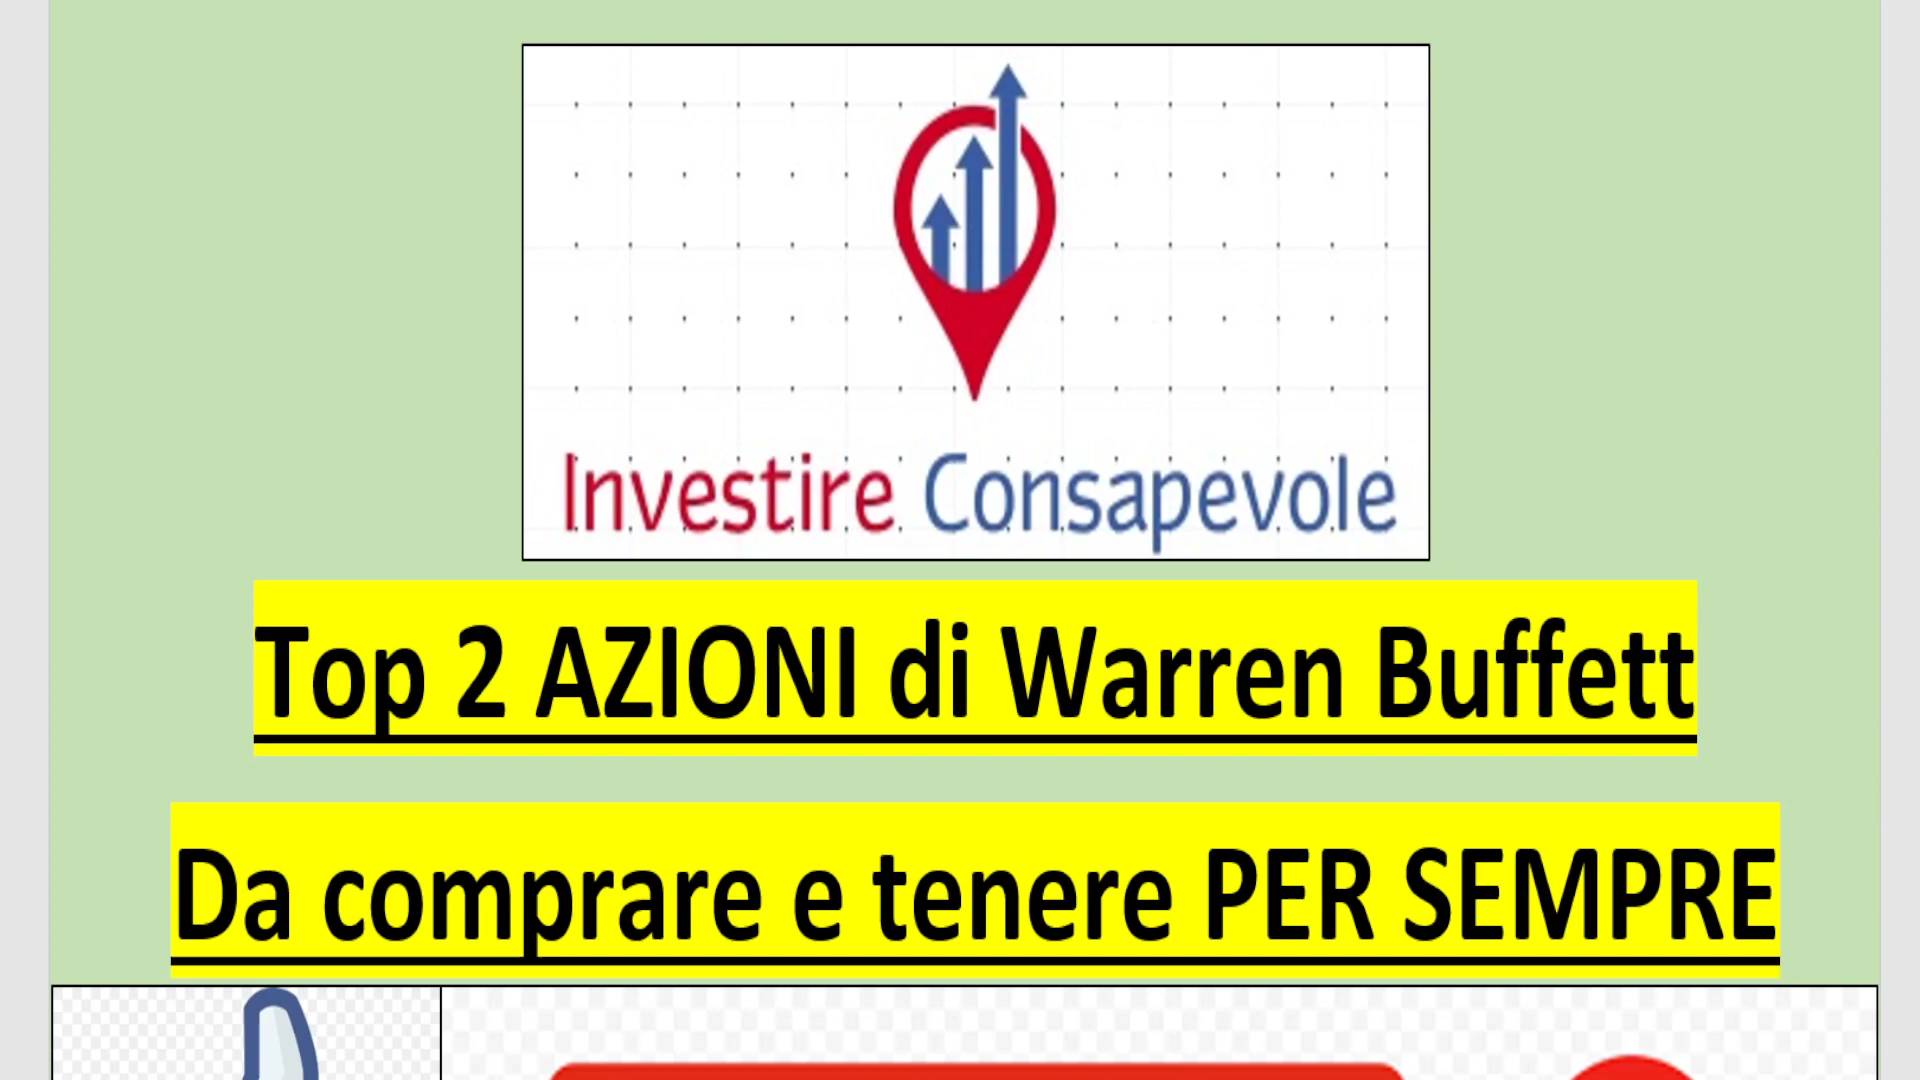 Investire Consapevole
Top 2 AZIONI di Warren Buffett
Da comprare e tenere PER SEMPRE